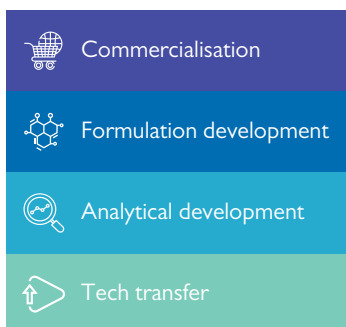 Commercialisation
Formulation development
Analytical development
Tech transfer